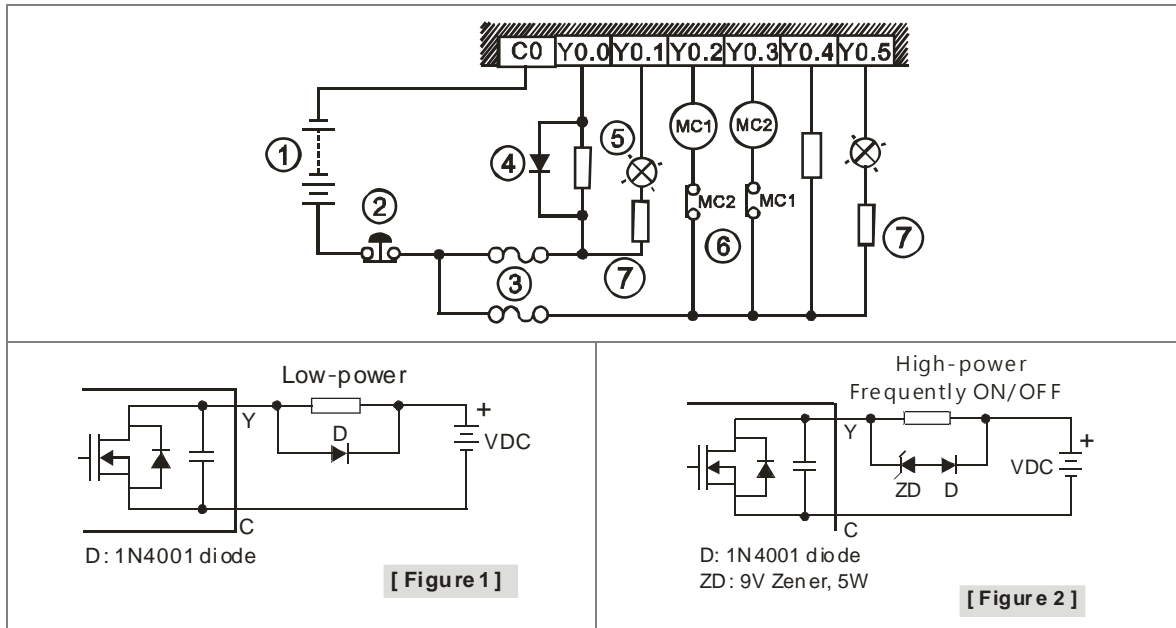 C0 Y0.0 Y0.1 Y0.2 Y0.3 Y0.4 Y0.5
MC1 MC2
① ④ ⑤
MC2 MC1
② ⑥ ⑦
③ ⑦
Low-power
Y
+
D
VDC
C
D: 1N4001 diode
[ Figure 1 ]
High-power
Frequently ON/OFF
Y
+
VDC
ZD D
C
D: 1N4001 diode
ZD: 9V Zener, 5W
[ Figure 2 ]